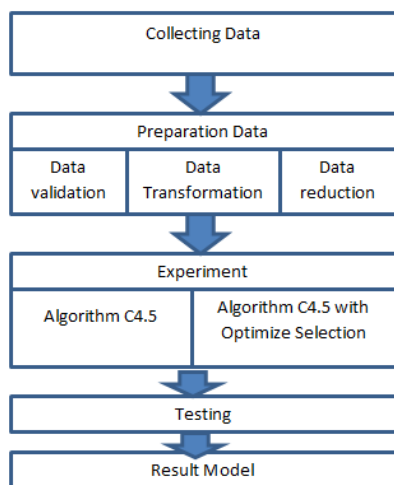 Collecting Data
Preparation Data
Data
validation
Data
Transformation
Data
reduction
Experiment
Algorithm C4.5
Algorithm C4.5 with
Optimize Selection
Testing
Result Model